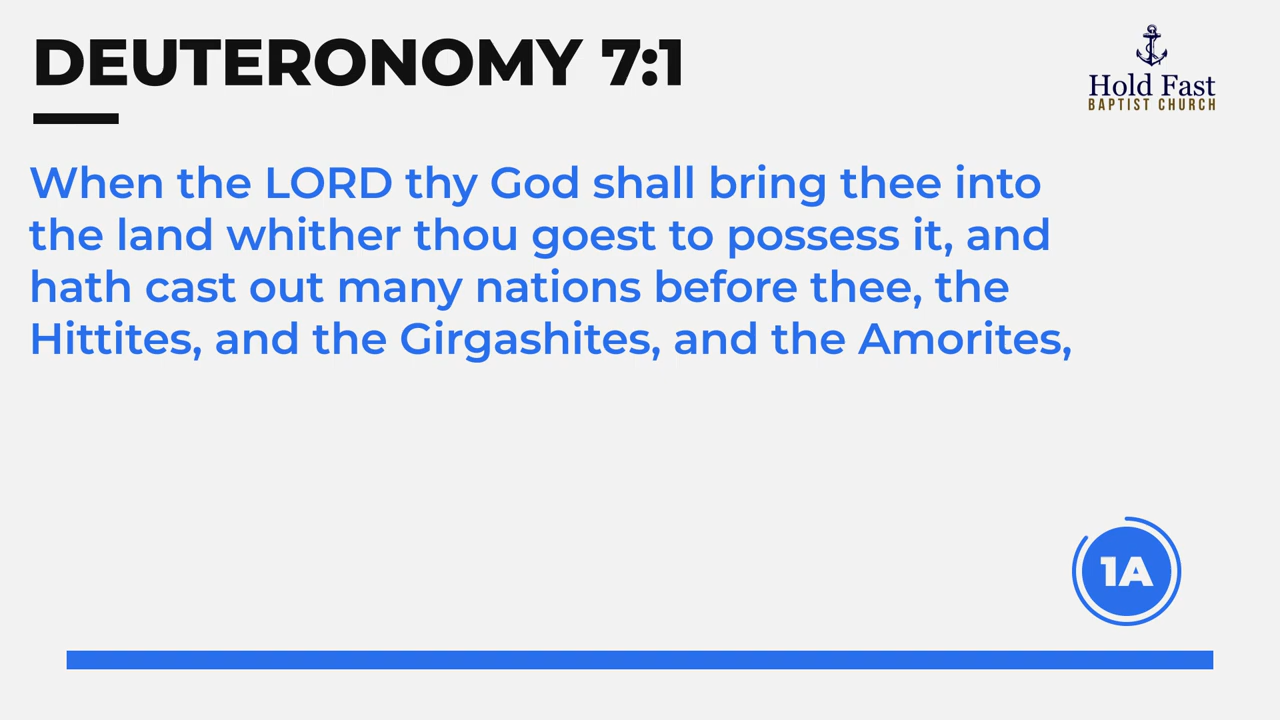 DEUTERONOMY 7:1
Hold Fast
BAPTIST CHURCH
When the LORD thy God shall bring thee into
the land whither thou goest to possess it, and
hath cast out many nations before thee, the
Hittites, and the Girgashites, and the Amorites,
1A